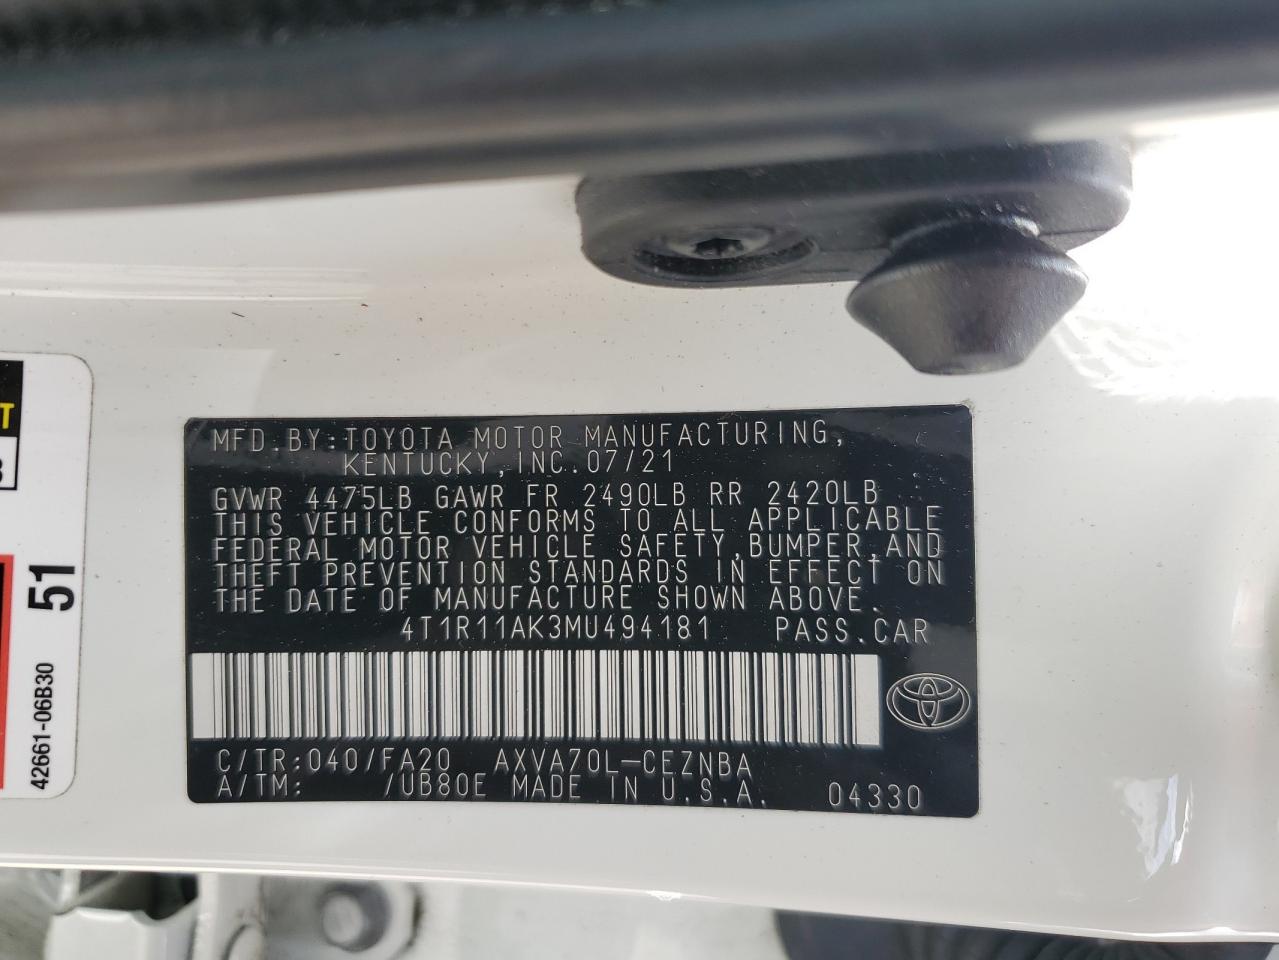 MFD.BY:TOYOTA MOTOR MANUFACTURING,
KENTUCKY,INC.07/21
GVWR 4475LB GAWR FR 2490LB RR 2420LB
THIS VEHICLE CONFORMS TO ALL APPLICABLE
FEDERAL MOTOR VEHICLE SAFETY,BUMPER,AND
THEFT PREVENTION STANDARDS IN EFFECT ON
THE DATE OF MANUFACTURE SHOWN ABOVE.
4T1R11AK3MU494181 PASS.CAR
C/TR:040/FA20 AXVA70L-CEZNBA
A/TM: /UB80E MADE IN U.S.A. 04330
51
42661-06B30